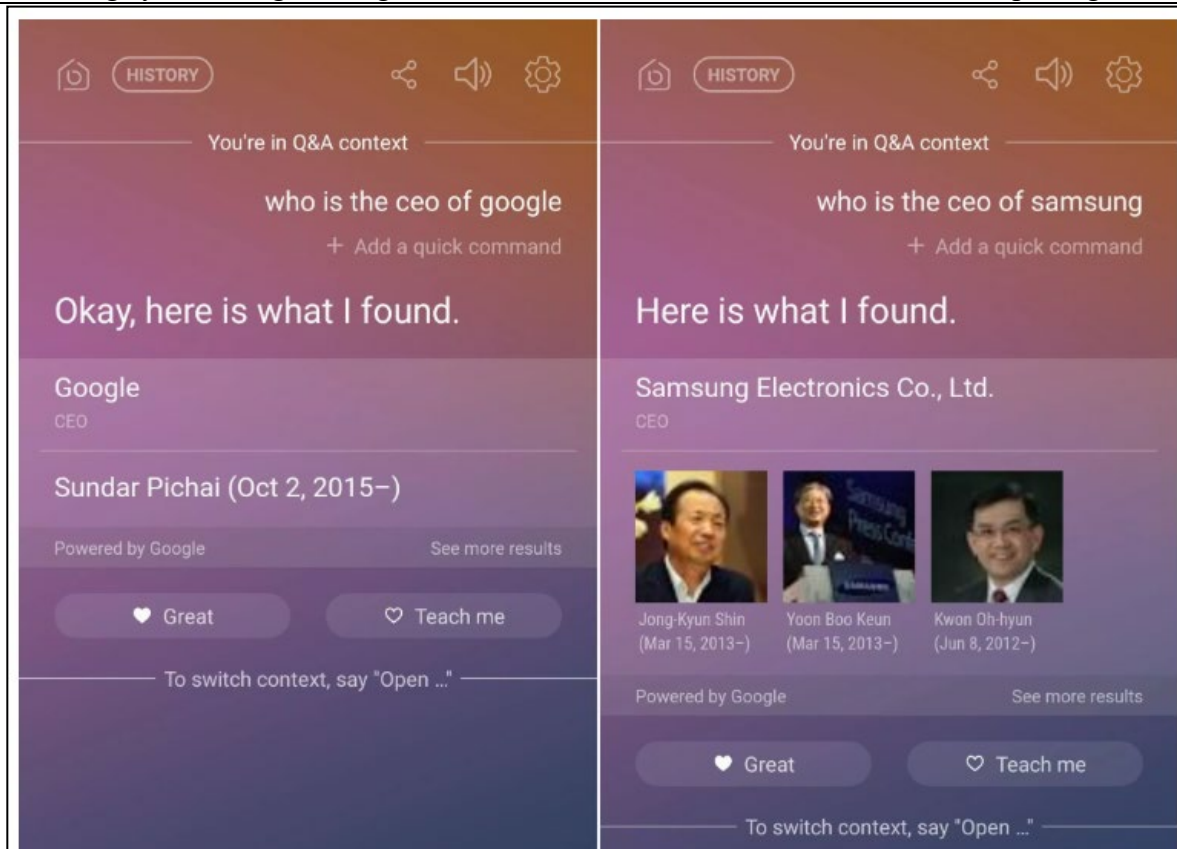 HISTORY
You're in Q&A context
who is the ceo of google
+ Add a quick command
Okay, here is what I found.
Google
CEO
Sundar Pichai (Oct 2, 2015–)
Powered by Google
See more results
Great
Teach me
To switch context, say "Open ..."
HISTORY
You're in Q&A context
who is the ceo of samsung
+ Add a quick command
Here is what I found.
Samsung Electronics Co., Ltd.
CEO
Samsung
Press Conf
SAMSUNG
Jong-Kyun Shin
(Mar 15, 2013–)
Yoon Boo Keun
(Mar 15, 2013–)
Kwon Oh-hyun
(Jun 8, 2012–)
Powered by Google
See more results
Great
Teach me
To switch context, say "Open ..."